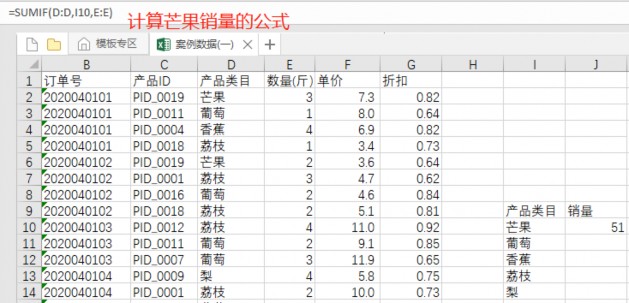 =SUMIF(D:D,I10,E:E)
计算芒果销量的公式
模板专区 案例数据(一)
B C D E F G H I J
1 订单号 产品ID 产品类目 数量(斤) 单价 折扣
2 2020040101 PID_0019 芒果 3 7.3 0.82
3 2020040101 PID_0011 葡萄 1 8.0 0.64
4 2020040101 PID_0004 香蕉 4 6.9 0.82
5 2020040101 PID_0018 荔枝 1 3.4 0.73
6 2020040102 PID_0019 芒果 2 3.6 0.64
7 2020040102 PID_0001 荔枝 3 4.7 0.62
8 2020040102 PID_0016 葡萄 2 4.6 0.84
9 2020040102 PID_0018 荔枝 2 5.1 0.81 产品类目 销量
10 2020040103 PID_0012 荔枝 4 11.0 0.92 芒果 51
11 2020040103 PID_0011 葡萄 2 9.1 0.85 葡萄
12 2020040103 PID_0007 葡萄 3 11.9 0.65 香蕉
13 2020040104 PID_0009 梨 4 5.8 0.75 荔枝
14 2020040104 PID_0001 荔枝 2 10.0 0.73 梨